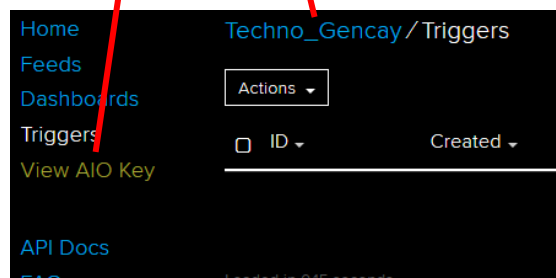 Home
Feeds
Dashboards
Triggers
View AIO Key
API Docs
Techno_Gencay/Triggers
Actions
ID
Created